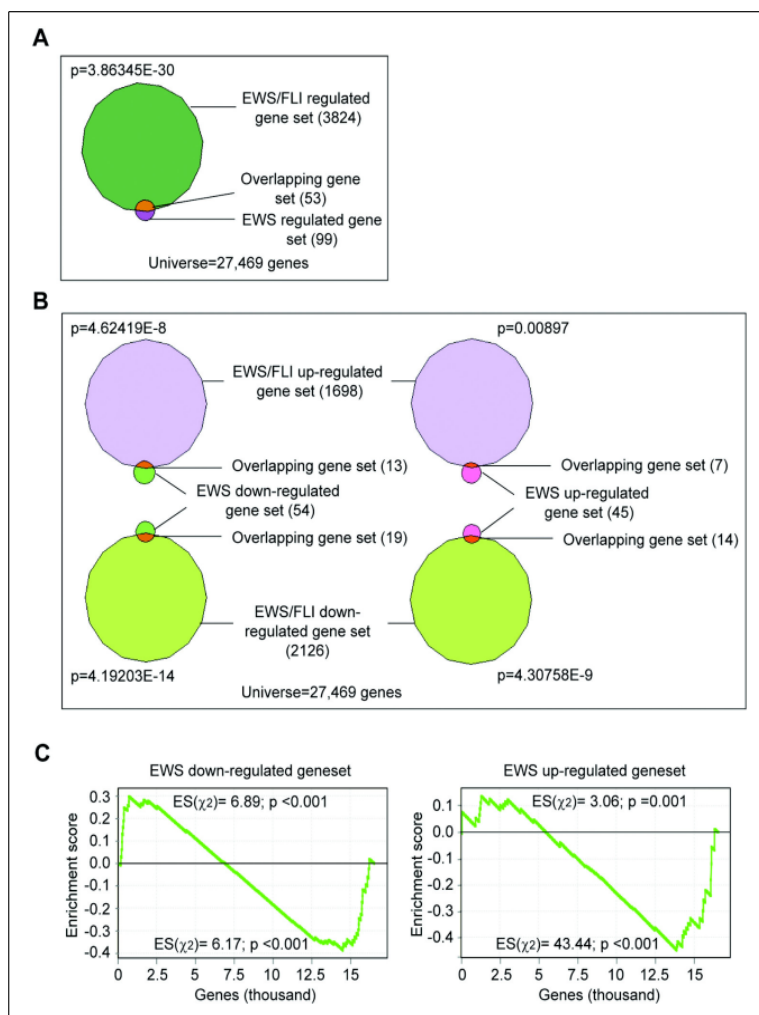 A
p=3.86345E-30
EWS/FLI regulated
gene set (3824)
Overlapping gene
set (53)
EWS regulated gene
set (99)
Universe=27,469 genes
B
p=4.62419E-8
p=0.00897
EWS/FLI up-regulated
gene set (1698)
Overlapping gene set (13)
Overlapping gene set (7)
EWS down-regulated
gene set (54)
EWS up-regulated
gene set (45)
Overlapping gene set (19)
Overlapping gene set (14)
EWS/FLI down-
regulated gene set
(2126)
p=4.19203E-14
p=4.30758E-9
Universe=27,469 genes
C
EWS down-regulated geneset
ES(χ2)= 6.89; p <0.001
Enrichment score
0.3
0.2
0.1
0.0
-0.1
-0.2
-0.3
-0.4
ES(χ2)= 6.17; p <0.001
0 2.5 5 7.5 10 12.5 15
Genes (thousand)
EWS up-regulated geneset
ES(χ2)= 3.06; p =0.001
Enrichment score
0.1
0.0
-0.1
-0.2
-0.3
-0.4
ES(χ2)= 43.44; p <0.001
0 2.5 5 7.5 10 12.5 15
Genes (thousand)